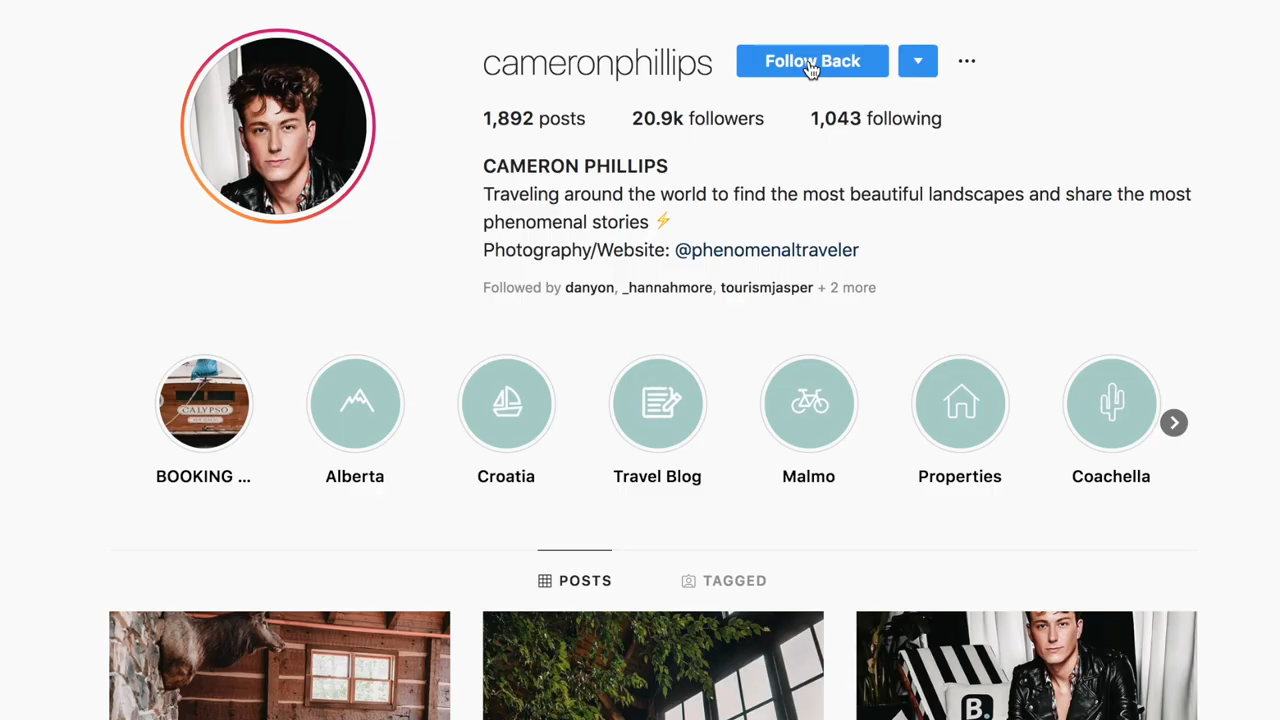 cameronphillips Follow Back ...
1,892 posts 20.9k followers 1,043 following
CAMERON PHILLIPS
Traveling around the world to find the most beautiful landscapes and share the most
phenomenal stories ⚡
Photography/Website: @phenomenaltraveler
Followed by danyon, _hannahmore, tourismjasper + 2 more
CALYPSO
BOOKING ... Alberta Croatia Travel Blog Malmo Properties Coachella
POSTS TAGGED
B.